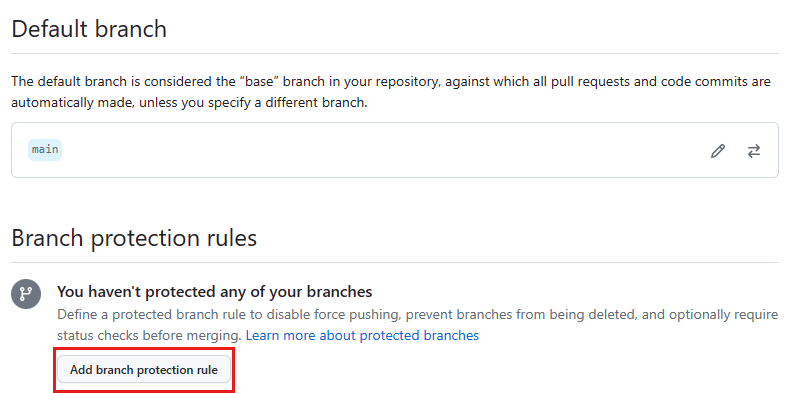 Default branch
The default branch is considered the “base” branch in your repository, against which all pull requests and code commits are
automatically made, unless you specify a different branch.
main
Branch protection rules
You haven't protected any of your branches
Define a protected branch rule to disable force pushing, prevent branches from being deleted, and optionally require
status checks before merging. Learn more about protected branches
Add branch protection rule